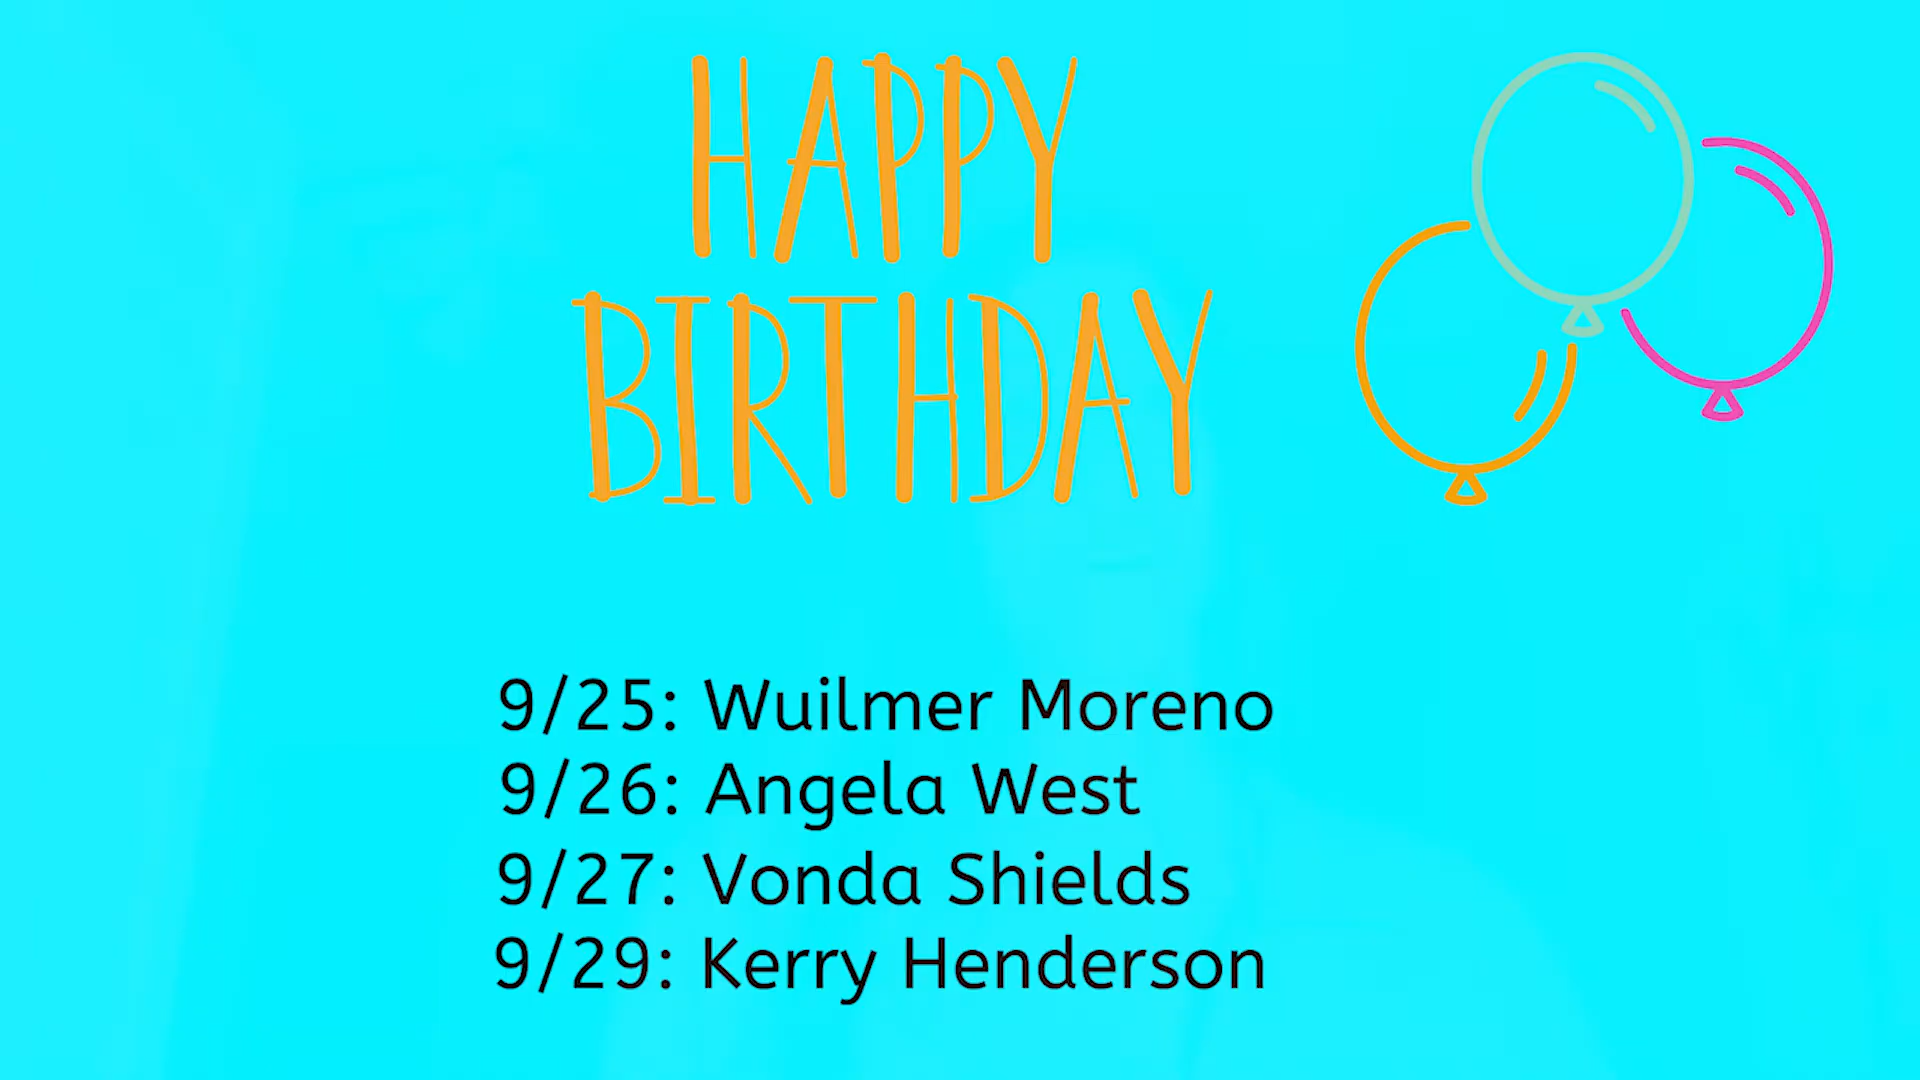 HAPPY
BIRTHDAY
9/25: Wuilmer Moreno
9/26: Angela West
9/27: Vonda Shields
9/29: Kerry Henderson